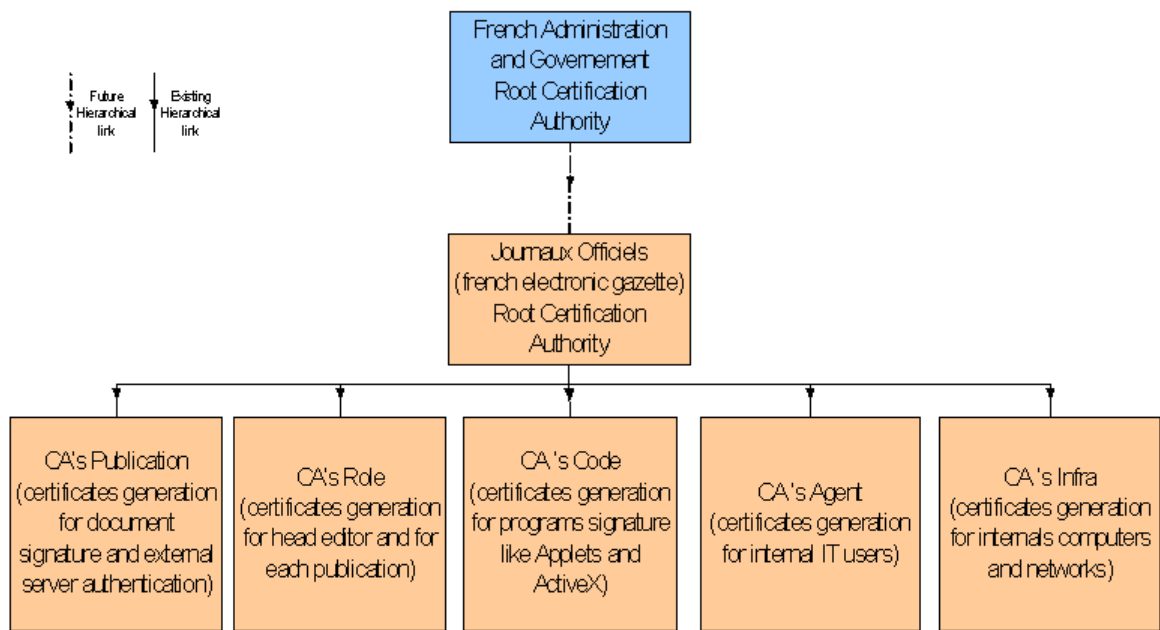 French Administration
and Governement
Root Certification
Authority
Future
Hierarchical
link
Existing
Hierarchical
link
Journaux Officiels
(french electronic gazette)
Root Certification
Authority
CA's Publication
(certificates generation
for document
signature and external
server authentication)
CA's Role
(certificates generation
for head editor and for
each publication)
CA 's Code
(certificates generation
for programs signature
like Applets and
ActiveX)
CA 's Agent
(certificates generation
for internal IT users)
CA 's Infra
(certificates generation
for internals computers
and networks)